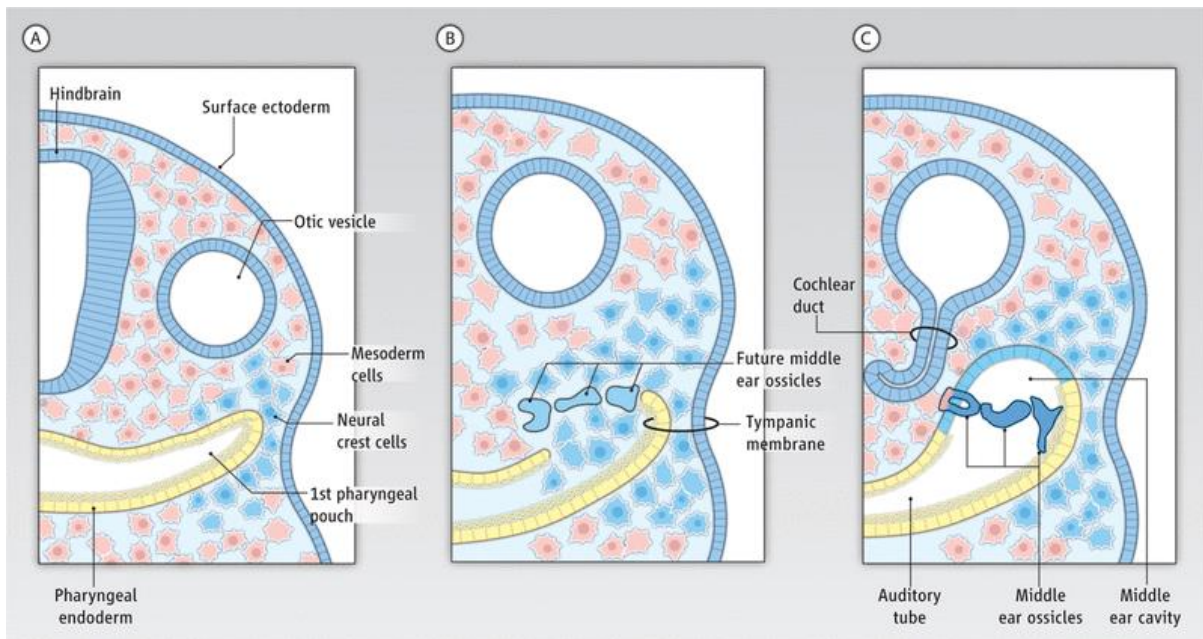 A
Hindbrain
Surface ectoderm
Otic vesicle
Mesoderm
cells
Neural
crest cells
1st pharyngeal
pouch
Pharyngeal
endoderm
B
Future middle
ear ossicles
Tympanic
membrane
C
Cochlear
duct
Auditory
tube
Middle
ear ossicles
Middle
ear cavity